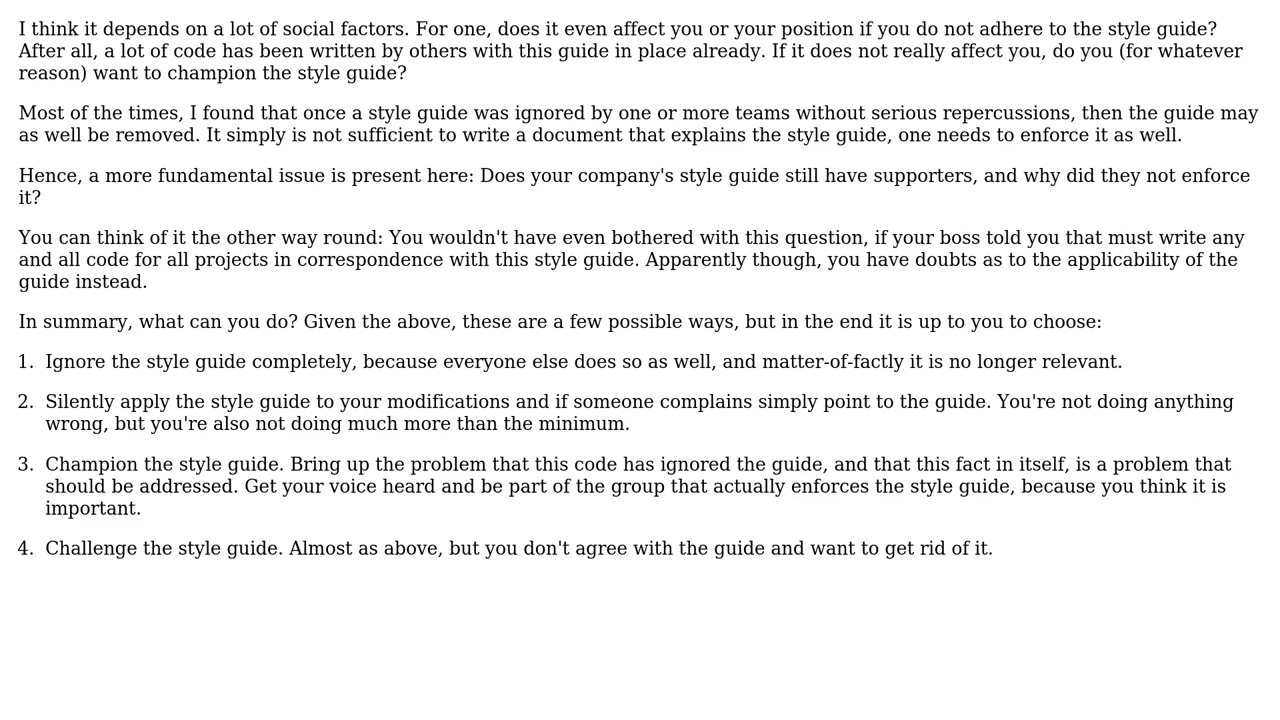 I think it depends on a lot of social factors. For one, does it even affect you or your position if you do not adhere to the style guide?
After all, a lot of code has been written by others with this guide in place already. If it does not really affect you, do you (for whatever
reason) want to champion the style guide?
Most of the times, I found that once a style guide was ignored by one or more teams without serious repercussions, then the guide may
as well be removed. It simply is not sufficient to write a document that explains the style guide, one needs to enforce it as well.
Hence, a more fundamental issue is present here: Does your company's style guide still have supporters, and why did they not enforce
it?
You can think of it the other way round: You wouldn't have even bothered with this question, if your boss told you that must write any
and all code for all projects in correspondence with this style guide. Apparently though, you have doubts as to the applicability of the
guide instead.
In summary, what can you do? Given the above, these are a few possible ways, but in the end it is up to you to choose:
1. Ignore the style guide completely, because everyone else does so as well, and matter-of-factly it is no longer relevant.
2. Silently apply the style guide to your modifications and if someone complains simply point to the guide. You're not doing anything
wrong, but you're also not doing much more than the minimum.
3. Champion the style guide. Bring up the problem that this code has ignored the guide, and that this fact in itself, is a problem that
should be addressed. Get your voice heard and be part of the group that actually enforces the style guide, because you think it is
important.
4. Challenge the style guide. Almost as above, but you don't agree with the guide and want to get rid of it.